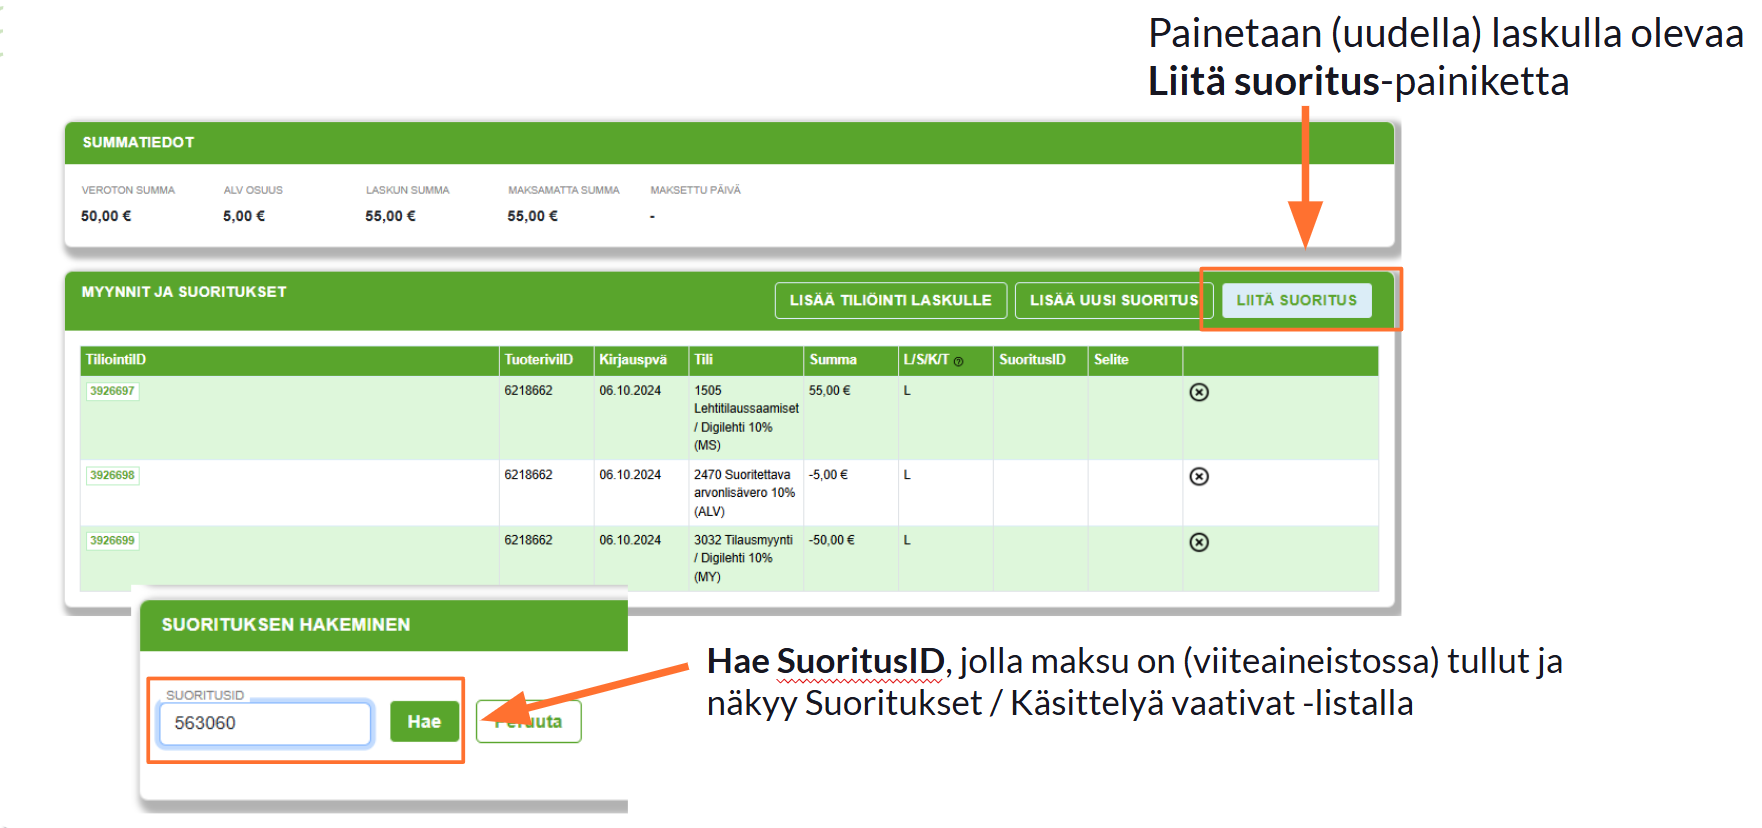 Painetaan (uudella) laskulla olevaa
Liitä suoritus-painiketta
SUMMATIEDOT
VEROTON SUMMA ALV OSUUS LASKUN SUMMA MAKSAMATTA SUMMA MAKSETTU PÄIVÄ
50,00 € 5,00 € 55,00 € 55,00 € -
MYYNNIT JA SUORITUKSET LISÄÄ TILIÖINTI LASKULLE LISÄÄ UUSI SUORITUS LIITÄ SUORITUS
TiliointiID TuoteriviID Kirjauspvä Tili Summa L/S/K/T SuoritusID Selite
3926697 6218662 06.10.2024 1505 55,00 € L
Lehtitilaussaamiset
/ Digilehti 10%
(MS)
3926698 6218662 06.10.2024 2470 Suoritettava -5,00 € L
arvonlisävero 10%
(ALV)
3926699 6218662 06.10.2024 3032 Tilausmyynti -50,00 € L
/ Digilehti 10%
(MY)
SUORITUKSEN HAKEMINEN
Hae SuoritusID, jolla maksu on (viiteaineistossa) tullut ja
näkyy Suoritukset / Käsittelyä vaativat -listalla
SUORITUSID
563060 Hae Peruuta